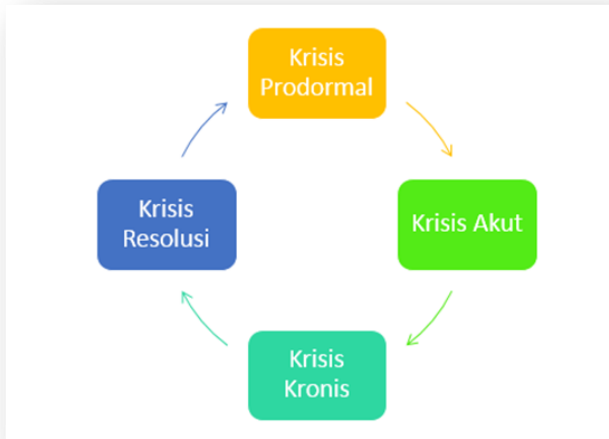 Krisis
Prodormal
Krisis Akut
Krisis
Kronis
Krisis
Resolusi